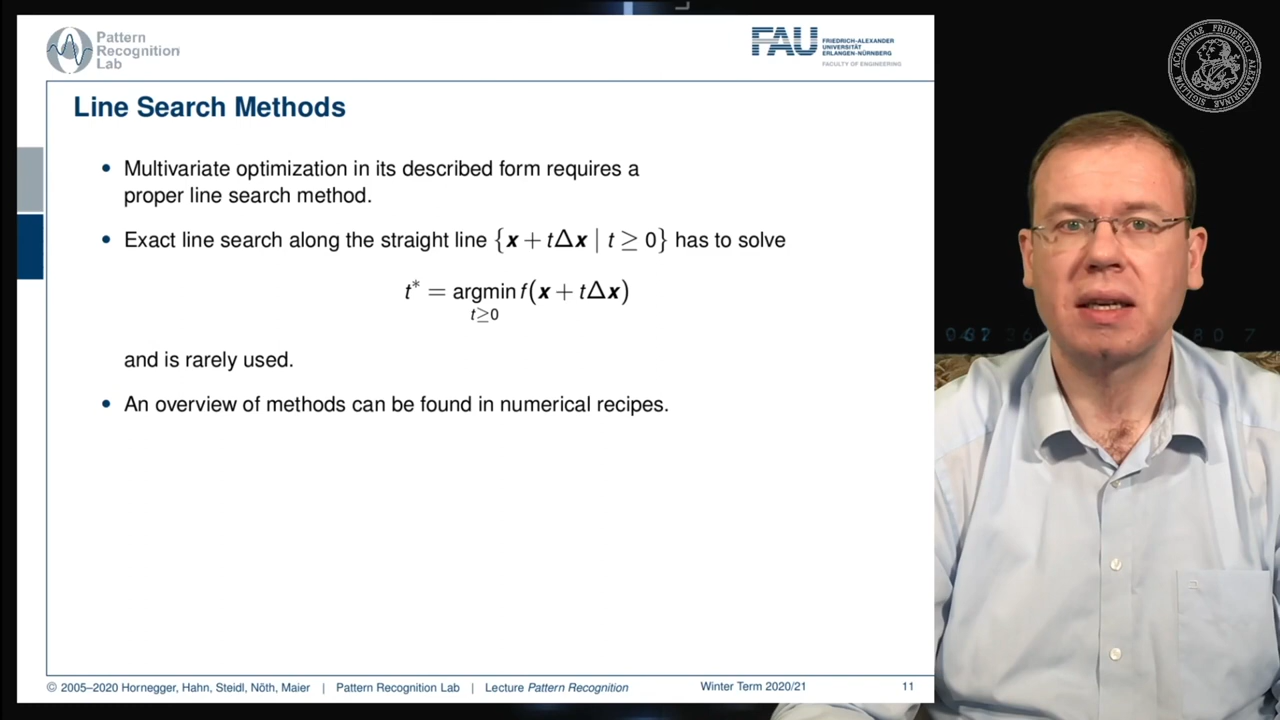 Pattern
Recognition
Lab
FAU
FRIEDRICH-ALEXANDER
UNIVERSITÄT
ERLANGEN-NÜRNBERG
FACULTY OF ENGINEERING
Line Search Methods
• Multivariate optimization in its described form requires a
proper line search method.
• Exact line search along the straight line {x + tΔx | t ≥ 0} has to solve
t* = argmin f(x + tΔx)
t≥0
and is rarely used.
• An overview of methods can be found in numerical recipes.
© 2005–2020 Hornegger, Hahn, Steidl, Nöth, Maier | Pattern Recognition Lab | Lecture Pattern Recognition Winter Term 2020/21 11